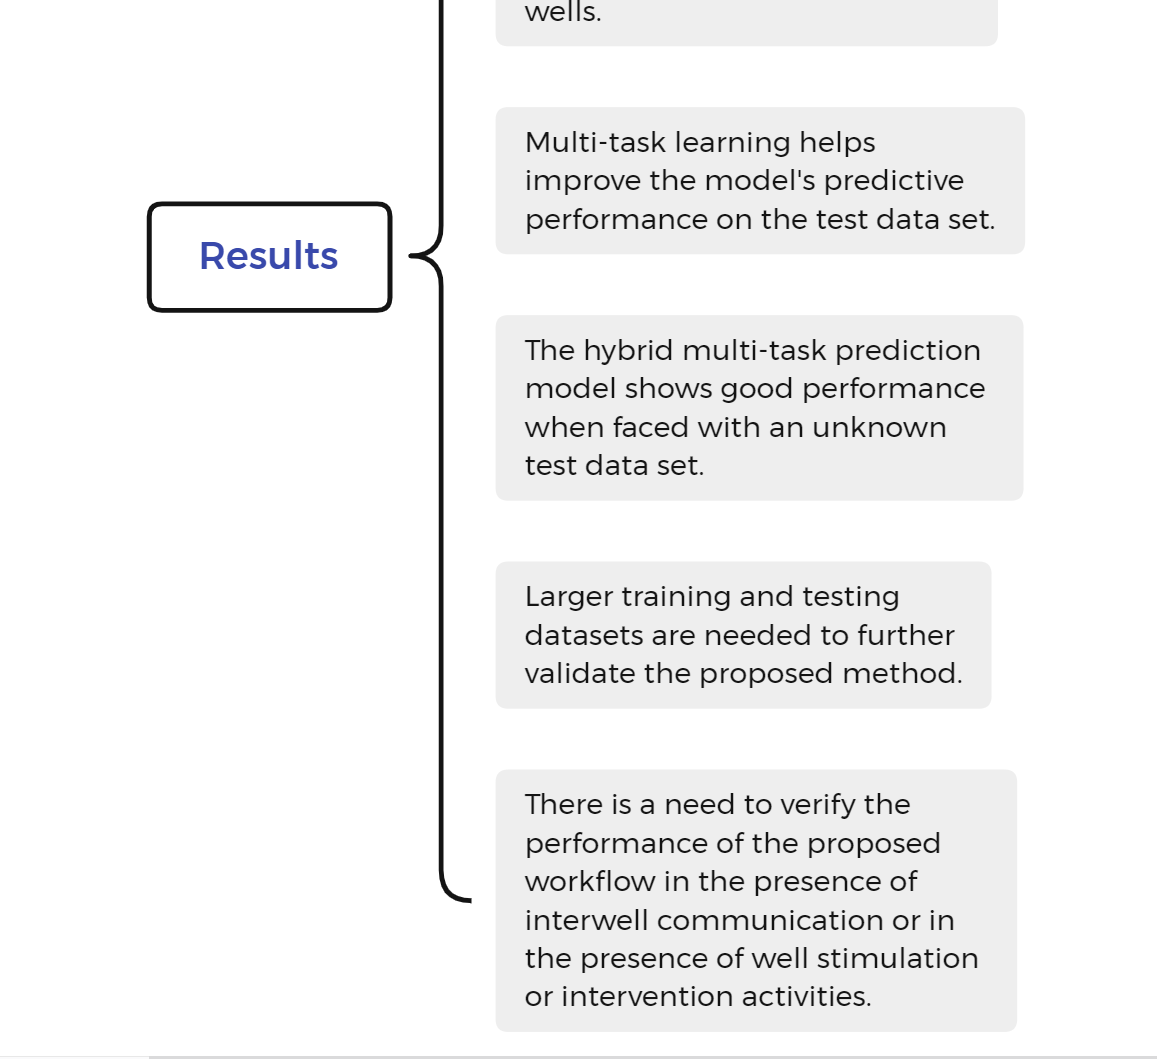 wells.
Multi-task learning helps
improve the model's predictive
performance on the test data set.
Results
The hybrid multi-task prediction
model shows good performance
when faced with an unknown
test data set.
Larger training and testing
datasets are needed to further
validate the proposed method.
There is a need to verify the
performance of the proposed
workflow in the presence of
interwell communication or in
the presence of well stimulation
or intervention activities.